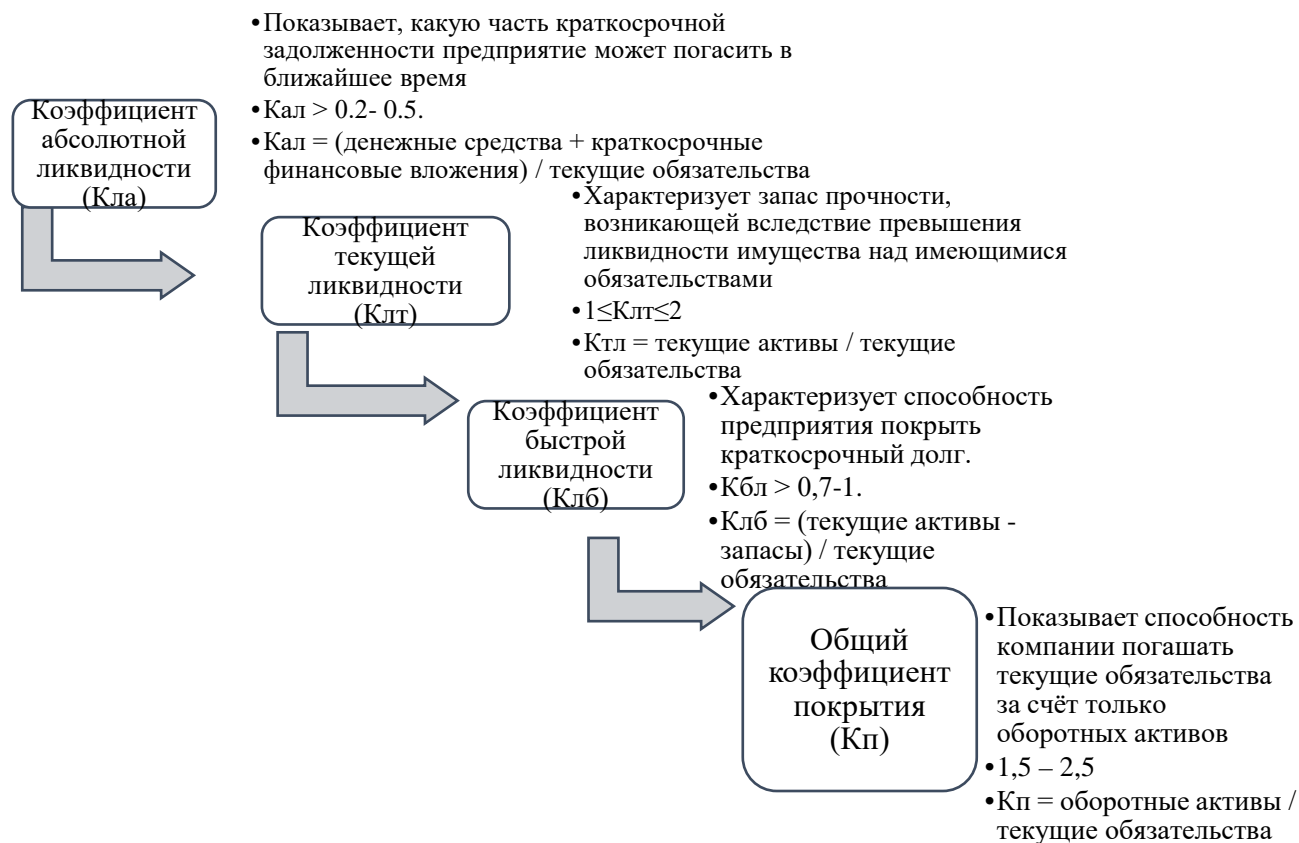 •Показывает, какую часть краткосрочной
задолженности предприятие может погасить в
ближайшее время
•Кал > 0.2- 0.5.
•Кал = (денежные средства + краткосрочные
финансовые вложения) / текущие обязательства
Коэффициент
абсолютной
ликвидности
(Кла)
•Характеризует запас прочности,
возникающей вследствие превышения
ликвидности имущества над имеющимися
обязательствами
•1≤Клт≤2
•Ктл = текущие активы / текущие
обязательства
Коэффициент
текущей
ликвидности
(Клт)
•Характеризует способность
предприятия покрыть
краткосрочный долг.
•Кбл > 0,7-1.
•Клб = (текущие активы -
запасы) / текущие
обязательства
Коэффициент
быстрой
ликвидности
(Клб)
Общий
коэффициент
покрытия
(Кп)
•Показывает способность
компании погашать
текущие обязательства
за счёт только
оборотных активов
•1,5 – 2,5
•Кп = оборотные активы /
текущие обязательства